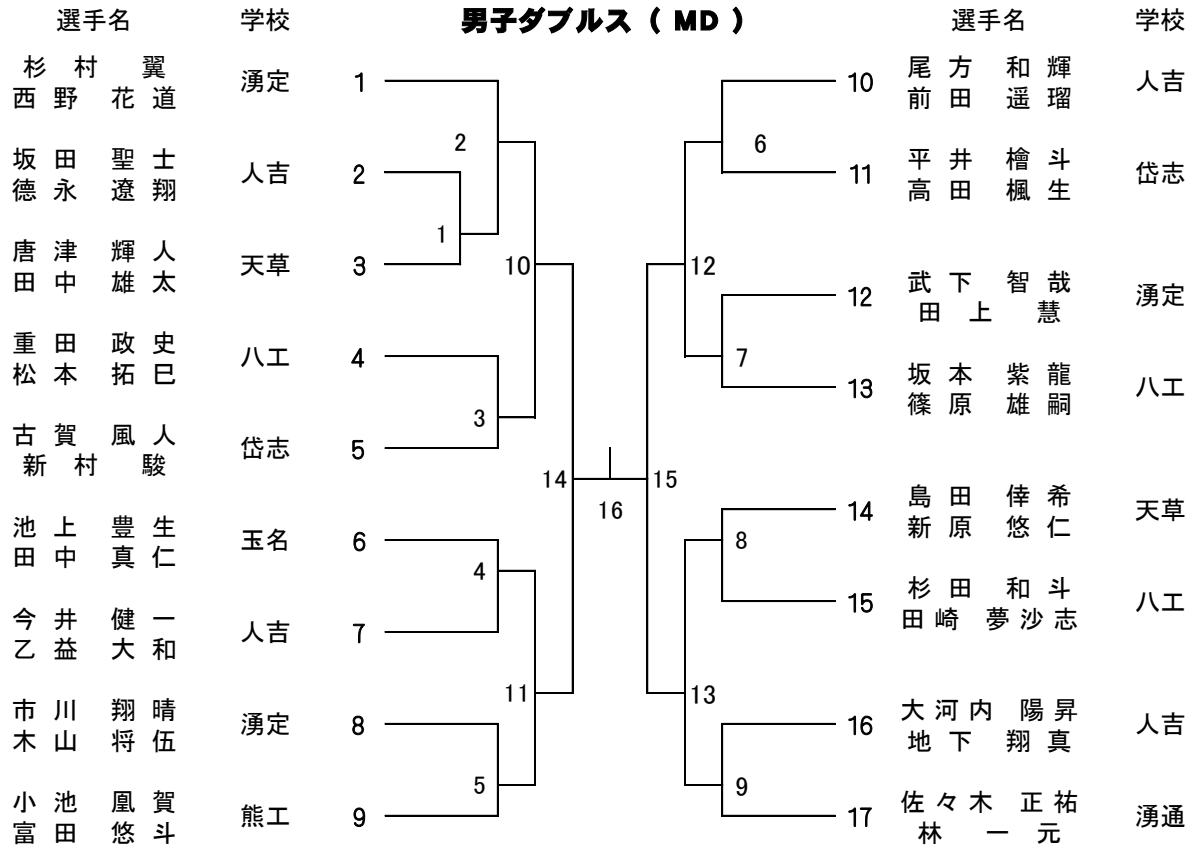 選手名 学校 男子ダブルス ( MD ) 選手名 学校
杉村 翼
西野 花道
湧定 1
坂田 聖士
德永 遼翔
人吉 2
唐津 輝人
田中 雄太
天草 3
重田 政史
松本 拓巳
八工 4
古賀 風人
新村 駿
岱志 5
池上 豊生
田中 真仁
玉名 6
今井 健一
乙益 大和
人吉 7
市川 翔晴
木山 将伍
湧定 8
小池 凰賀
富田 悠斗
熊工 9
2
1
10
3
14
4
11
5
16
6
12
7
15
8
13
9
10 尾方 和輝
前田 遥瑠
人吉
11 平井 檜斗
高田 楓生
岱志
12 武下 智哉
田上 慧
湧定
13 坂本 紫龍
篠原 雄嗣
八工
14 島田 倖希
新原 悠仁
天草
15 杉田 和斗
田崎 夢沙志
八工
16 大河内 陽昇
地下 翔真
人吉
17 佐々木 正祐
林 一元
湧通